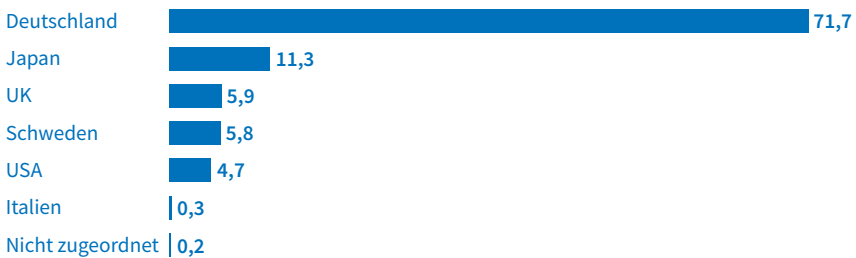 Deutschland 71,7
Japan 11,3
UK 5,9
Schweden 5,8
USA 4,7
Italien 0,3
Nicht zugeordnet 0,2